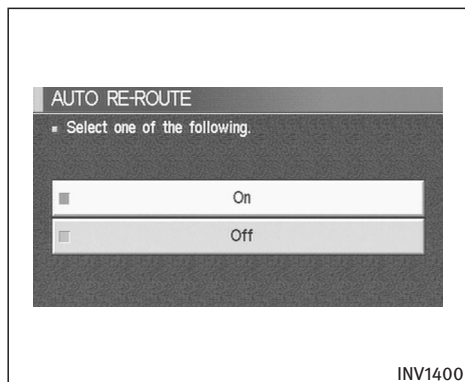 AUTO RE-ROUTE
Select one of the following.
On
Off
INV1400